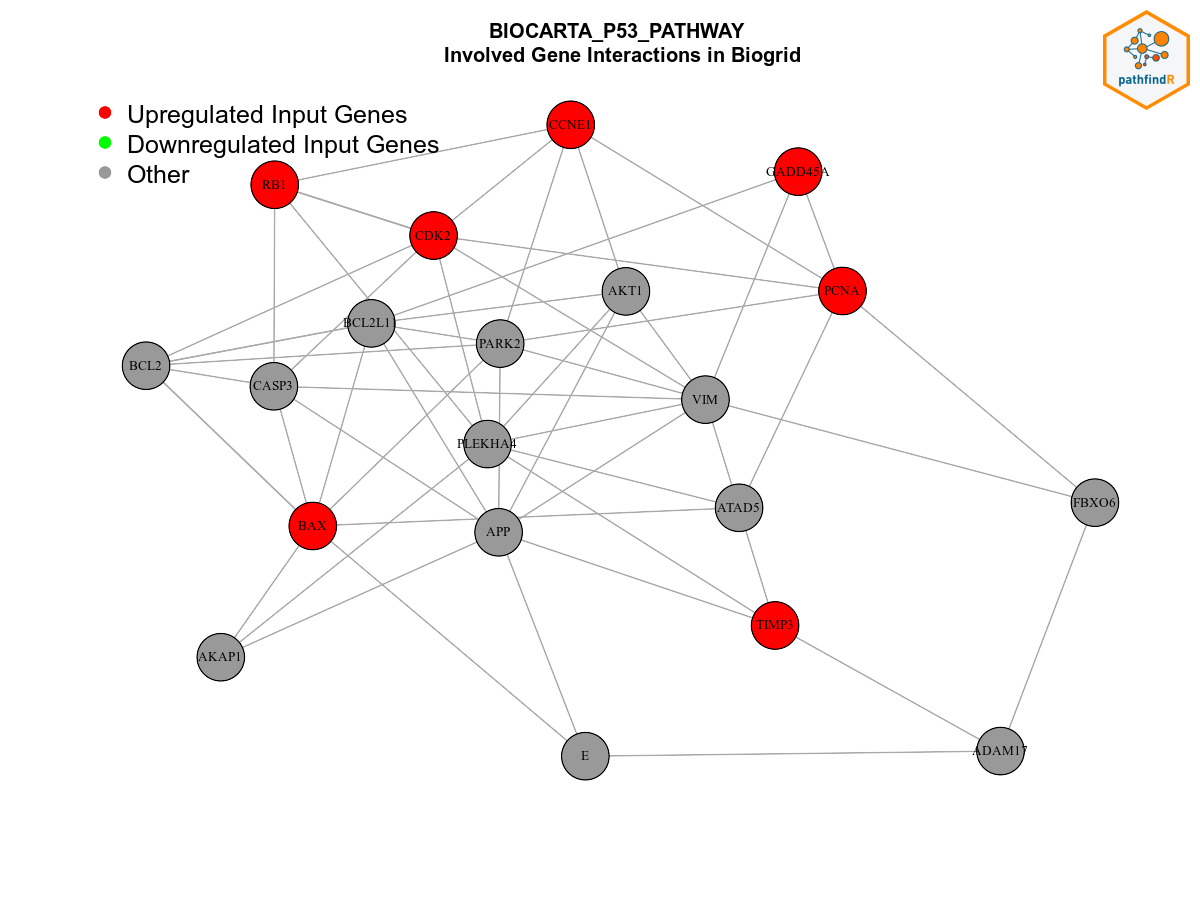 BIOCARTA_P53_PATHWAY
Involved Gene Interactions in Biogrid
pathfindR
Upregulated Input Genes
Downregulated Input Genes
Other
CCNE1
GADD45A
RB1
CDK2
AKT1
PCNA
BCL2L1
PARK2
BCL2
CASP3
VIM
PLEKHA4
ATAD5
FBXO6
BAX
APP
TIMP3
AKAP1
E
ADAM17